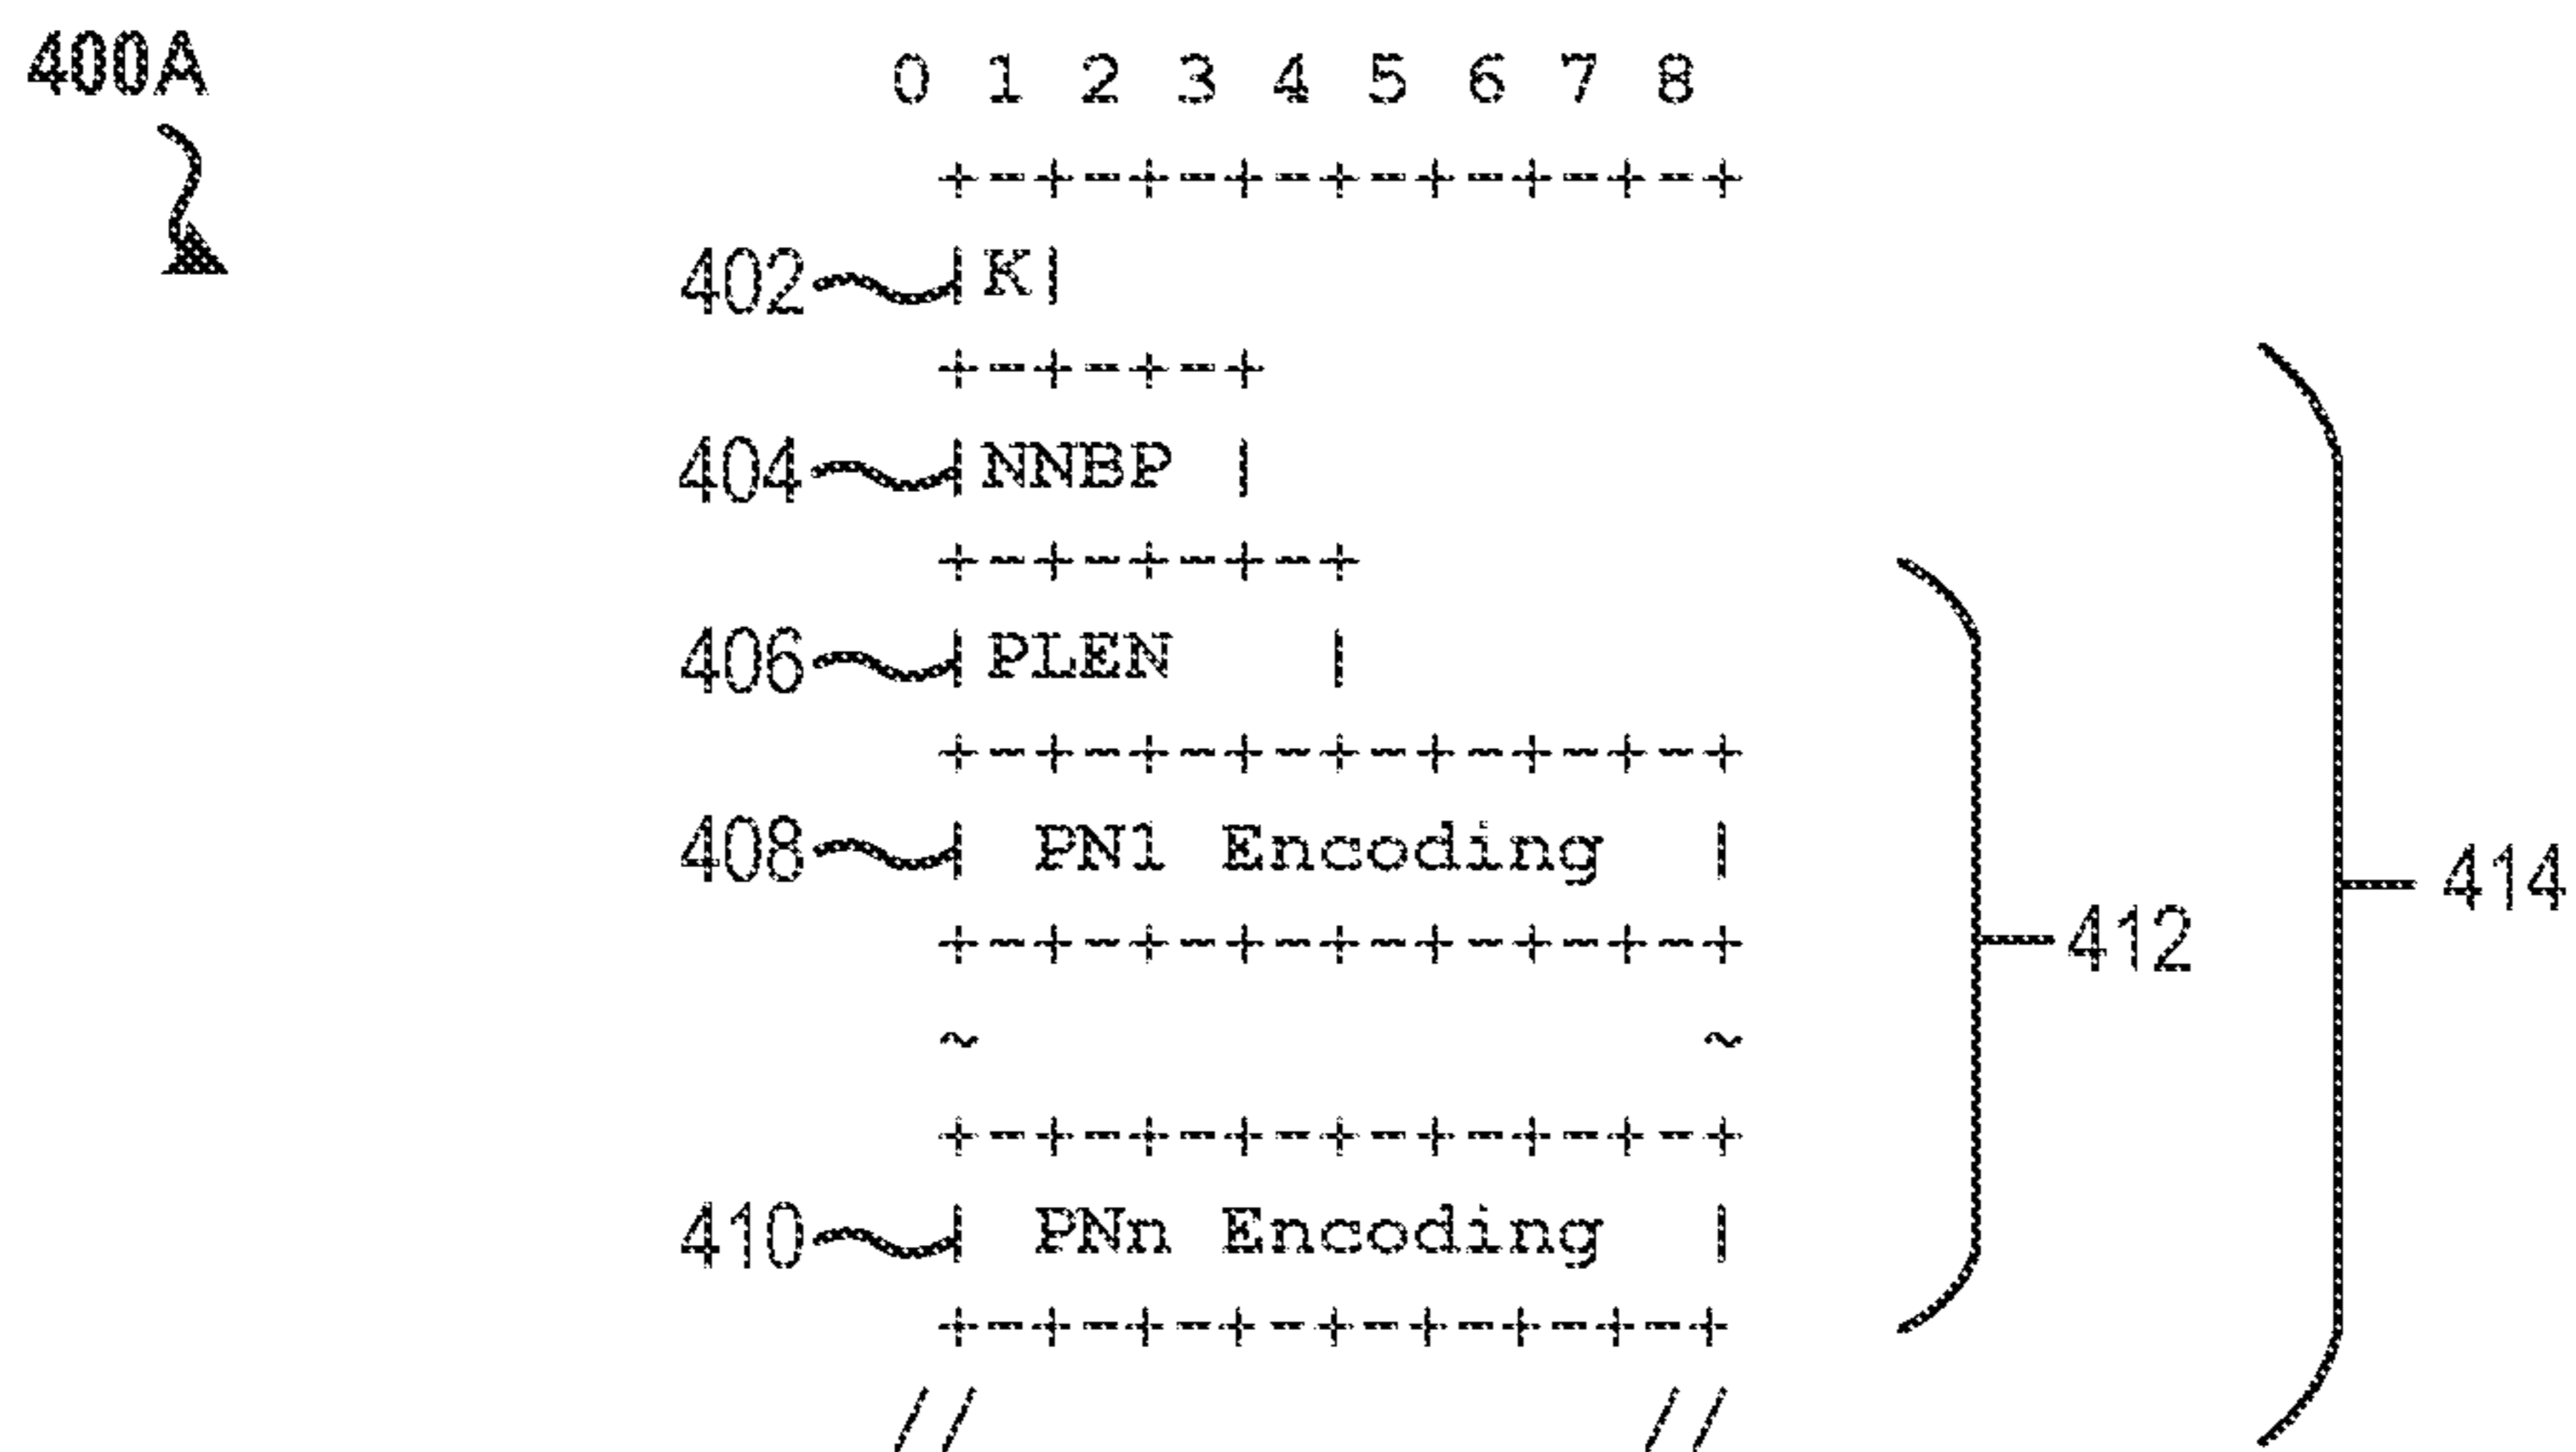 400A
0 1 2 3 4 5 6 7 8
+-+-+-+-+-+-+-+-+
402 |K|
+-+-+-+
404 |NNBP |
+-+-+-+-+
406 |PLEN |
+-+-+-+-+-+-+-+-+
408 | PN1 Encoding |
+-+-+-+-+-+-+-+-+
412
414
~ ~
+-+-+-+-+-+-+-+-+
410 | PNn Encoding |
+-+-+-+-+-+-+-+-+
// //